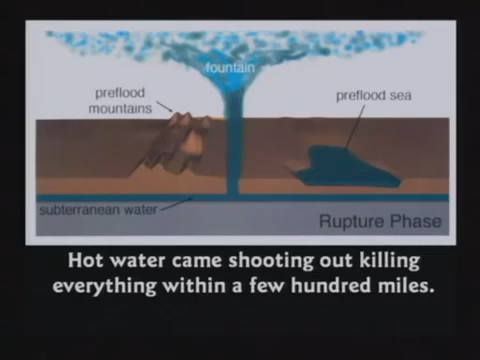 fountain
preflood
mountains
preflood sea
subterranean water
Rupture Phase
Hot water came shooting out killing
everything within a few hundred miles.